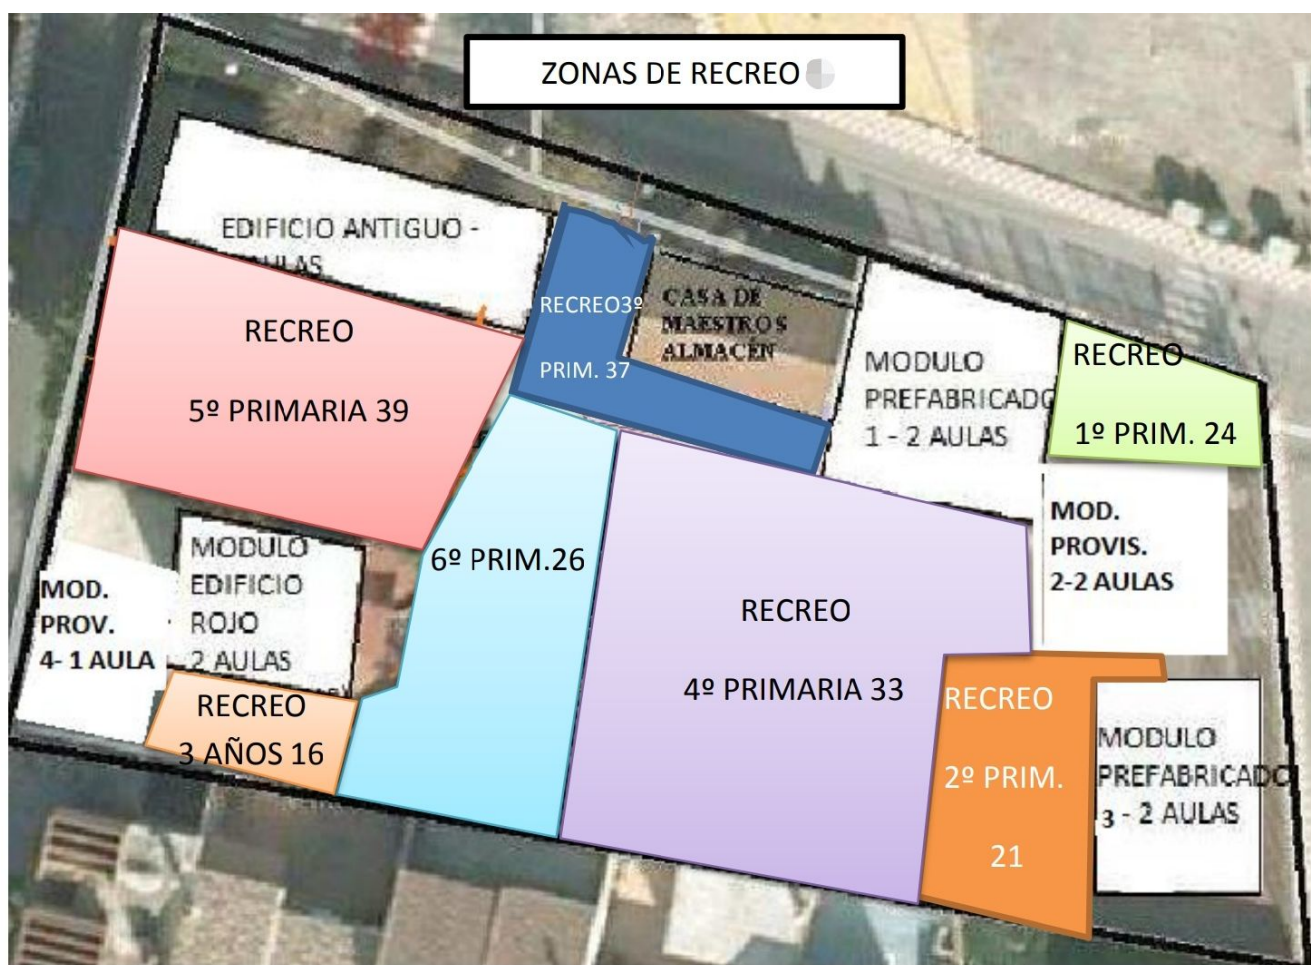 ZONAS DE RECREO
EDIFICIO ANTIGUO -
AULAS
RECREO
5º PRIMARIA 39
RECREO3º
PRIM. 37
CASA DE
MAESTROS
ALMACÉN
MODULO
PREFABRICADO
1 - 2 AULAS
RECREO
1º PRIM. 24
MOD.
PROVIS.
2-2 AULAS
MOD.
PROV.
4- 1 AULA
MODULO
EDIFICIO
ROJO
2 AULAS
6º PRIM.26
RECREO
4º PRIMARIA 33
RECREO
3 AÑOS 16
RECREO
2º PRIM.
21
MODULO
PREFABRICADO
3 - 2 AULAS